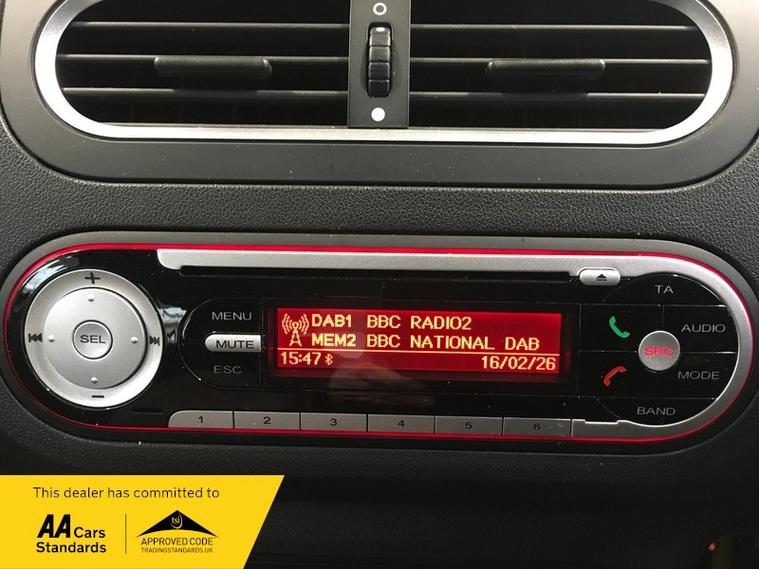 MENU
MUTE
ESC
SEL
DAB1 BBC RADIO2
MEM2 BBC NATIONAL DAB
15:47 16/02/26
TA
AUDIO
SRC
MODE
BAND
1 2 3 4 5 6
This dealer has committed to
AA Cars
Standards
tsi
APPROVED CODE
TRADINGSTANDARDS.UK